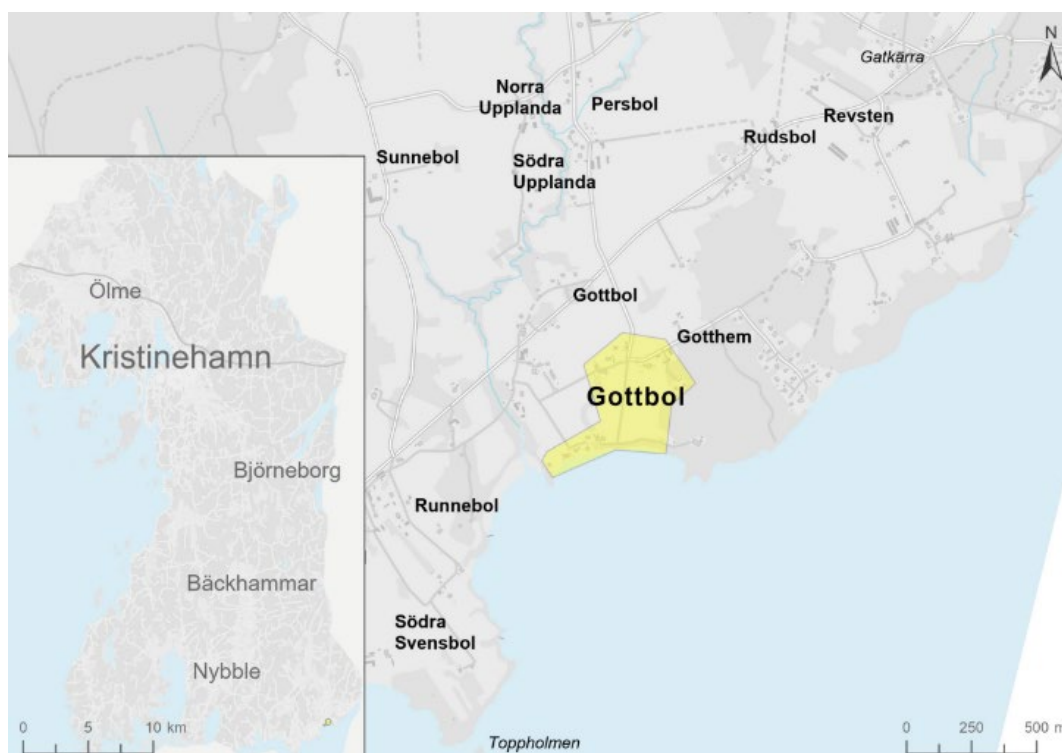 N
Gatkärra
Norra
Upplanda
Persbol
Revsten
Rudsbol
Sunnebol
Södra
Upplanda
Gottbol
Gotthem
Gottbol
Runnebol
Södra
Svensbol
Toppholmen
0 250 500 m
Ölme
Kristinehamn
Björneborg
Bäckhammar
Nybble
0 5 10 km